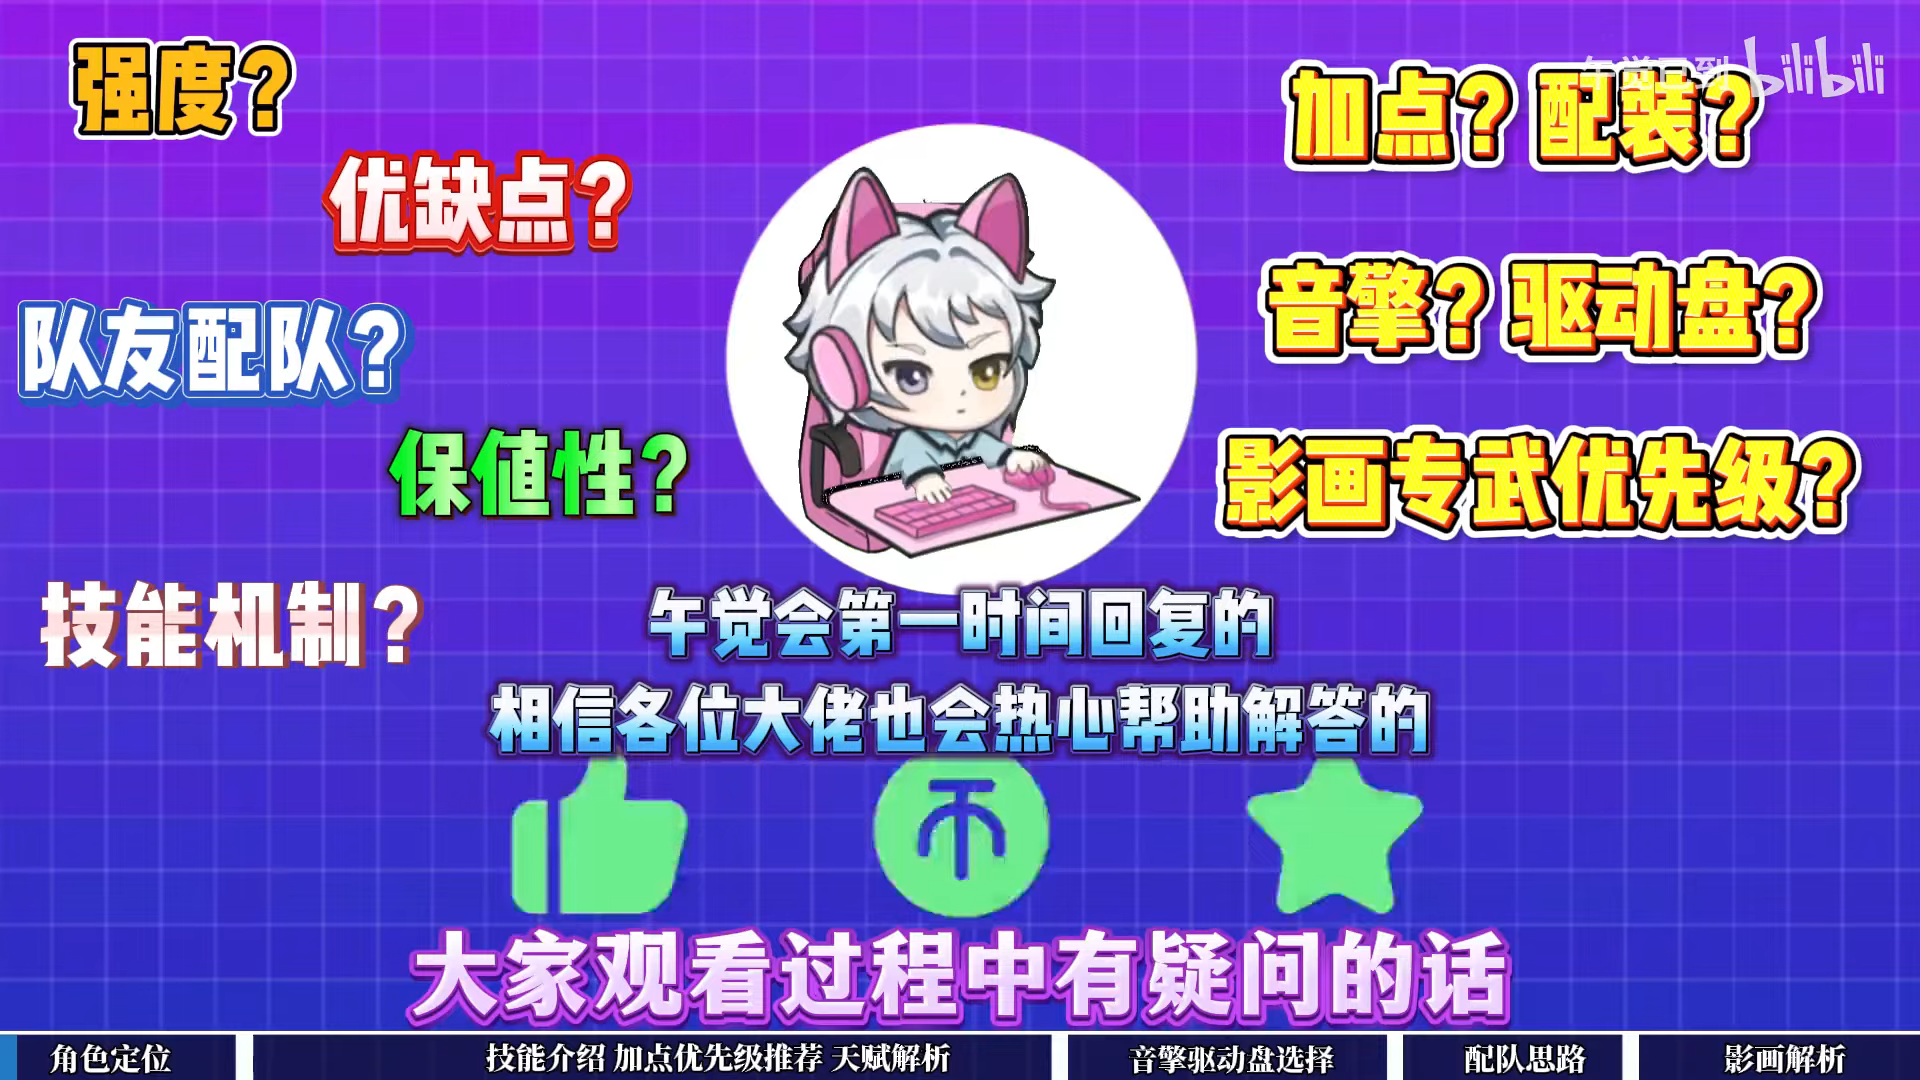 强度？
优缺点？
队友配队？
保值性？
技能机制？
午觉已到 bilibili
加点？ 配装？
音擎？ 驱动盘？
影画专武优先级？
午觉会第一时间回复的
相信各位大佬也会热心帮助解答的
大家观看过程中有疑问的话
角色定位
技能介绍 加点优先级推荐 天赋解析
音擎驱动盘选择
配队思路
影画解析